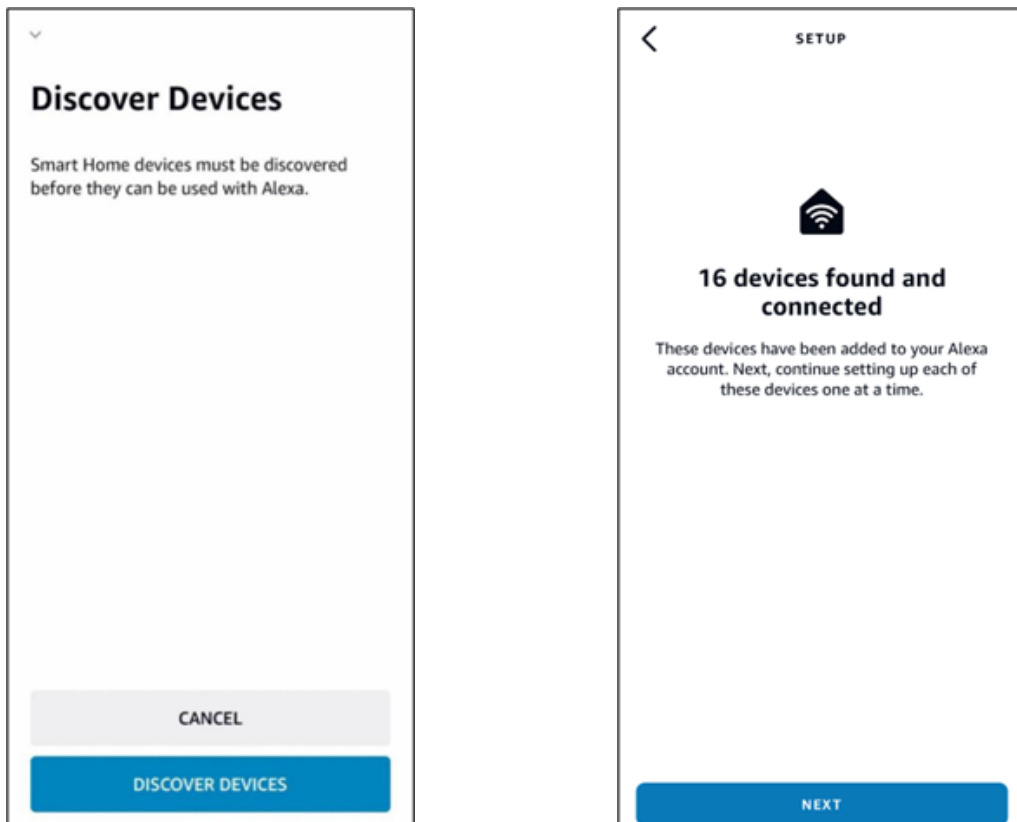 Discover Devices
Smart Home devices must be discovered
before they can be used with Alexa.
CANCEL
DISCOVER DEVICES
SETUP
16 devices found and
connected
These devices have been added to your Alexa
account. Next, continue setting up each of
these devices one at a time.
NEXT